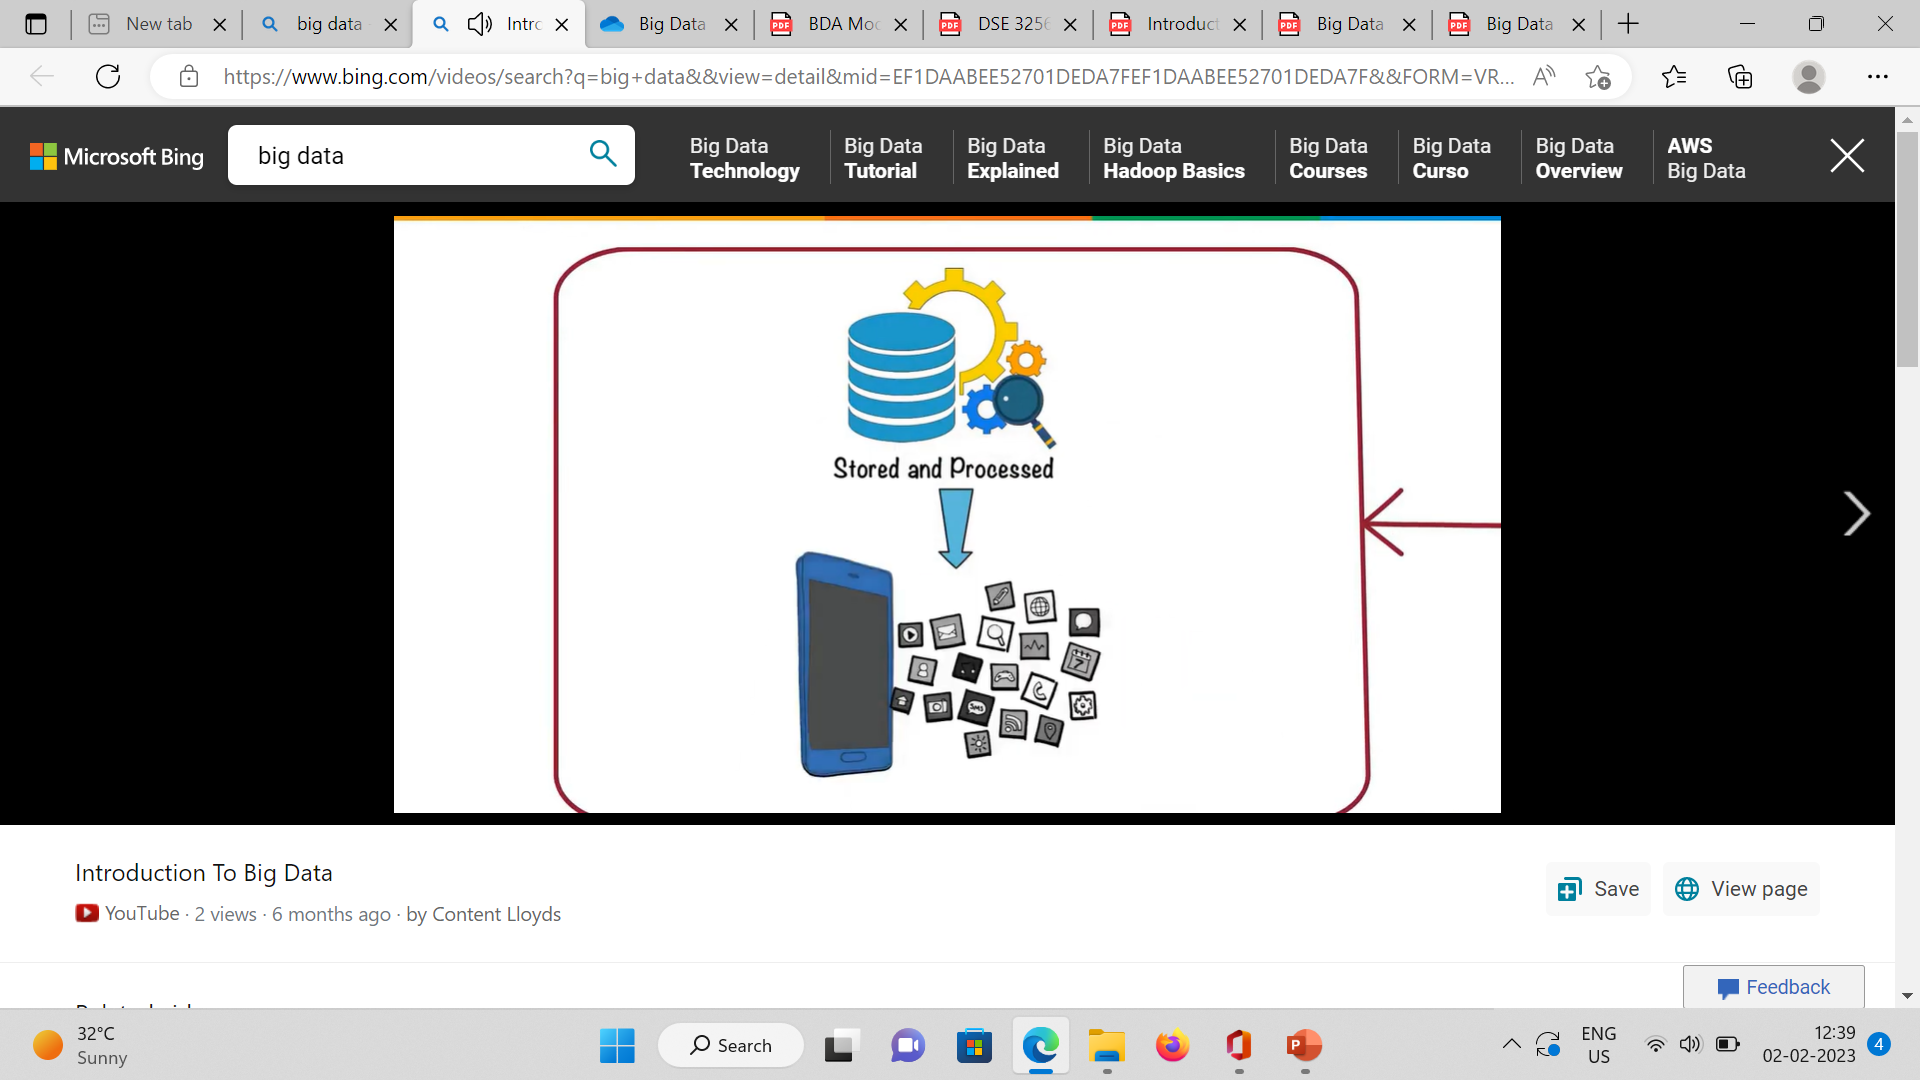 New tab
big data
Intro
Big Data
BDA Mod
DSE 3256
Introduct
Big Data
Big Data
https://www.bing.com/videos/search?q=big+data&&view=detail&mid=EF1DAABEE52701DEDA7FEF1DAABEE52701DEDA7F&&FORM=VR...
Microsoft Bing
big data
Big Data
Technology
Big Data
Tutorial
Big Data
Explained
Big Data
Hadoop Basics
Big Data
Courses
Big Data
Curso
Big Data
Overview
AWS
Big Data
Stored and Processed
SMS
7
Introduction To Big Data
YouTube · 2 views · 6 months ago · by Content Lloyds
Save
View page
Feedback
32°C
Sunny
Search
ENG
US
12:39
02-02-2023
4